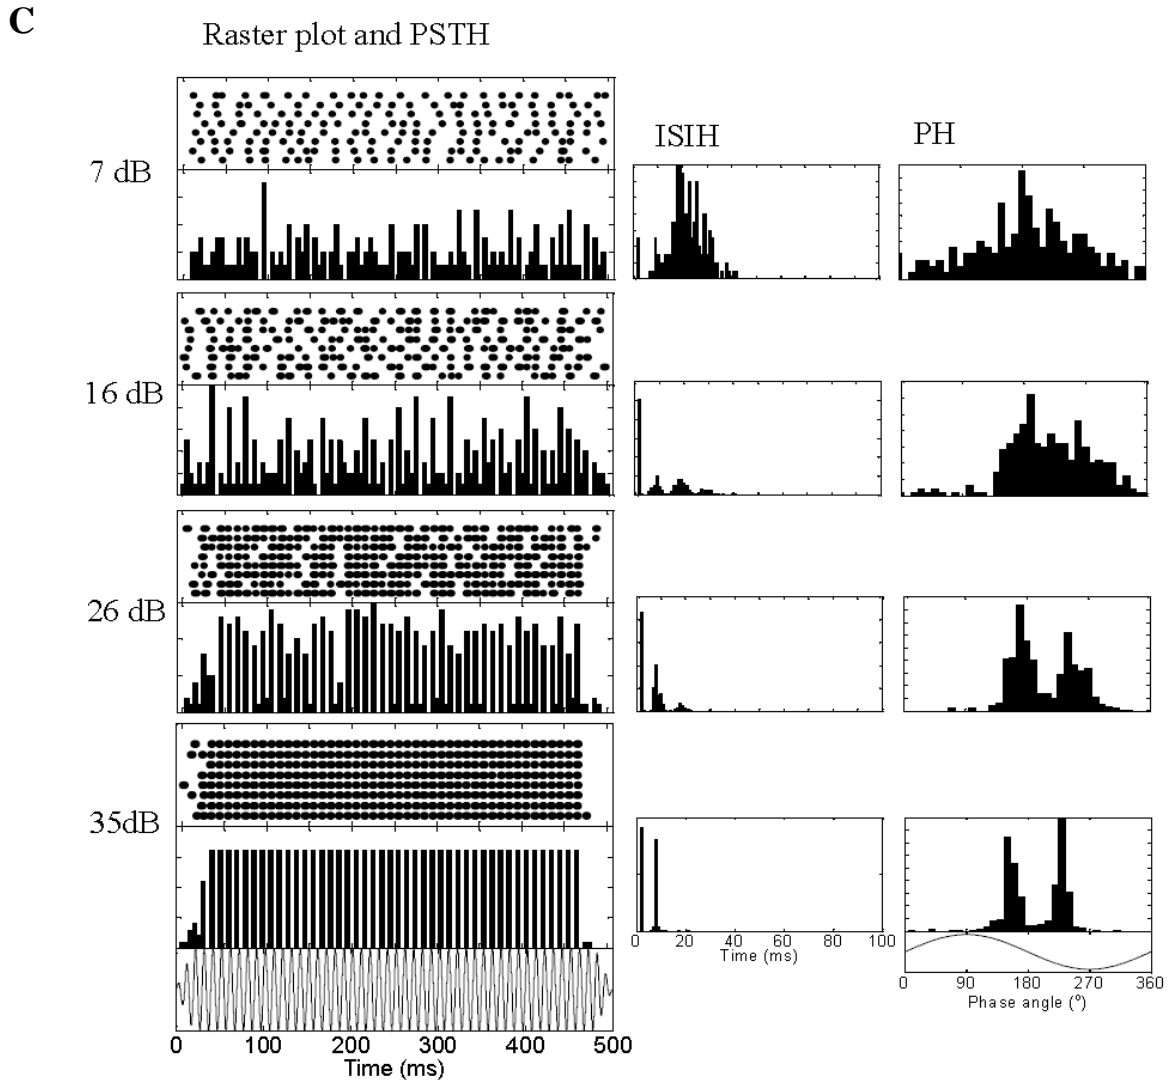 C
Raster plot and PSTH
ISIH
PH
7 dB
16 dB
26 dB
35dB
0 20 40 60 80 100
Time (ms)
0 90 180 270 360
Phase angle (°)
0 100 200 300 400 500
Time (ms)